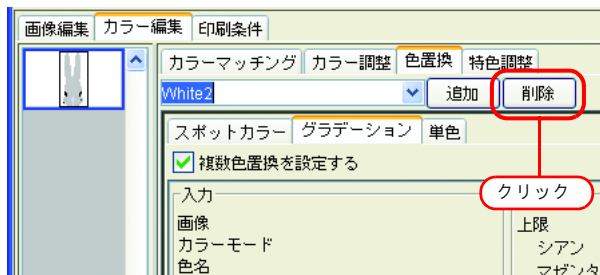 画像編集 カラー編集 印刷条件
カラーマッチング カラー調整 色置換 特色調整
White2 追加 削除
スポットカラー グラデーション 単色
複数色置換を設定する
クリック
入力
画像
カラーモード
色名
上限
シアン
マゼンタ